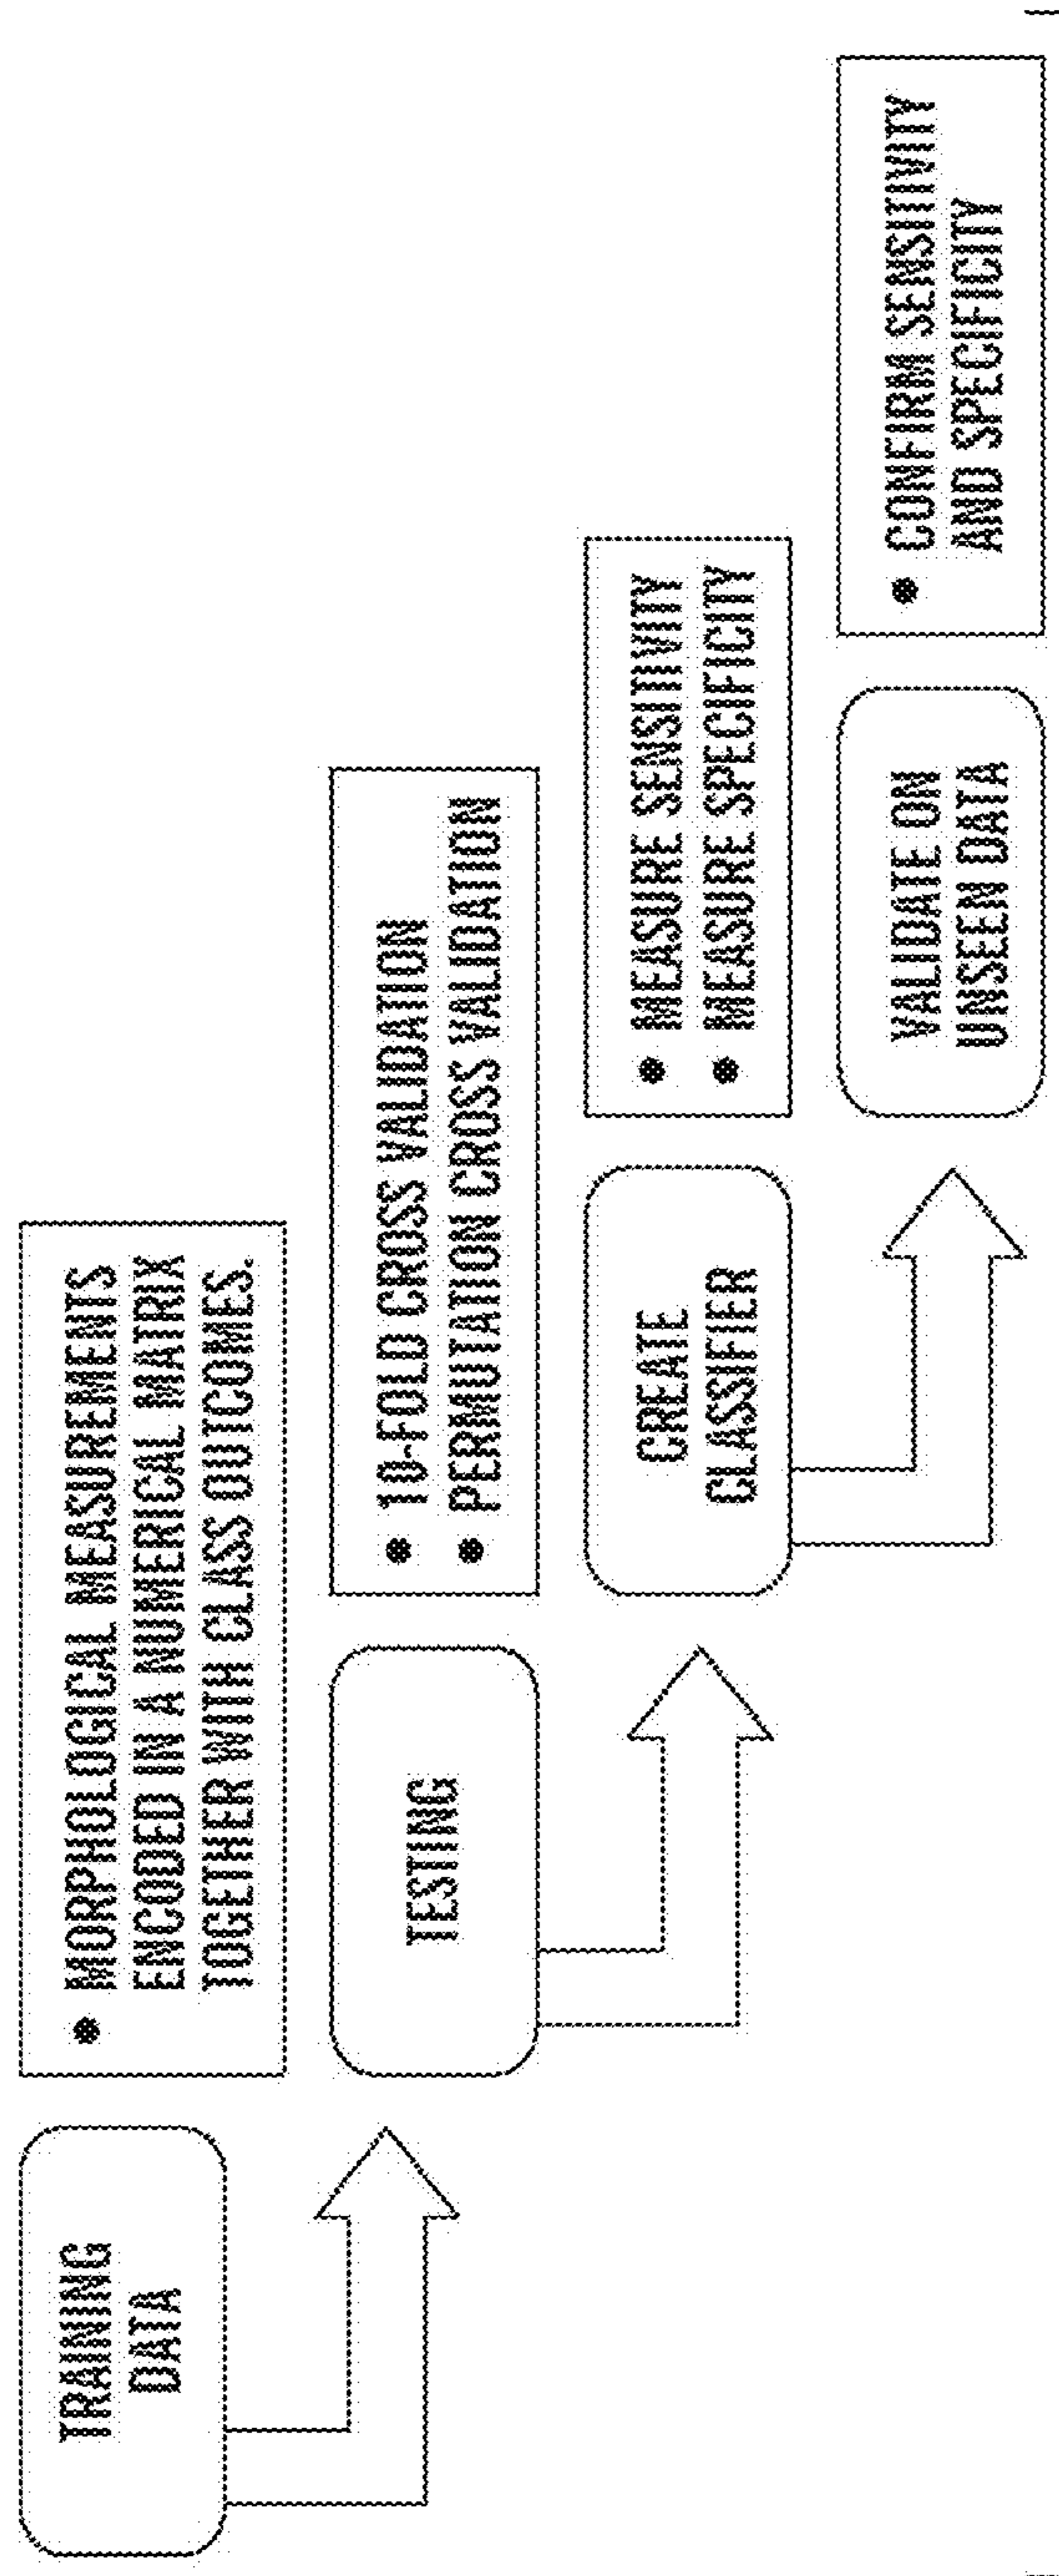 TRAINING
DATA
• MORPHOLOGICAL MEASUREMENTS
ENCODED IN A NUMERICAL MATRIX
TOGETHER WITH CLASS OUTCOMES.
TESTING
• 10-FOLD CROSS VALIDATION
• PERMUTATION CROSS VALIDATION
CREATE
CLASSIFIER
• MEASURE SENSITIVITY
• MEASURE SPECIFICITY
VALIDATE ON
UNSEEN DATA
• CONFIRM SENSITIVITY
AND SPECIFICITY